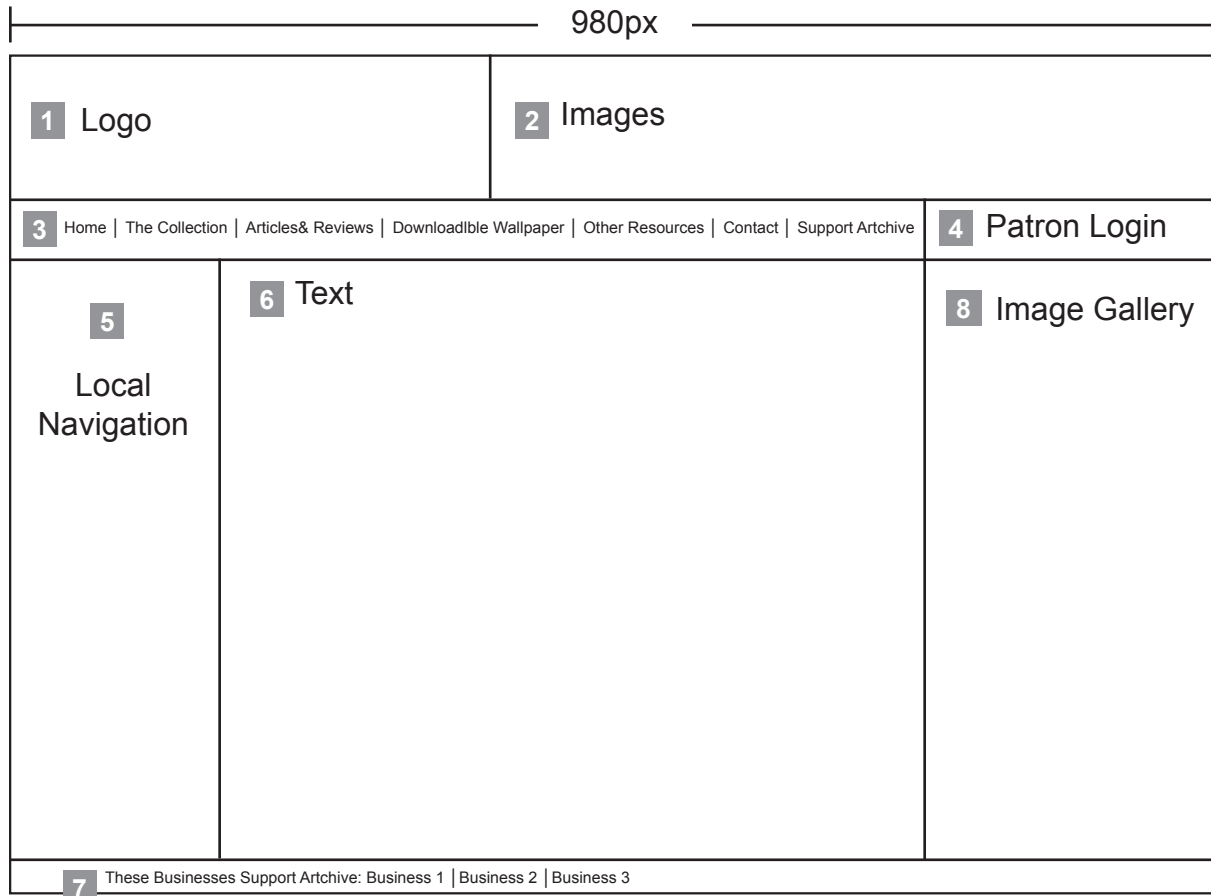 980px
1 Logo
2 Images
3 Home | The Collection | Articles& Reviews | Downloadlble Wallpaper | Other Resources | Contact | Support Artchive
4 Patron Login
5
Local
Navigation
6 Text
8 Image Gallery
7 These Businesses Support Artchive: Business 1 | Business 2 | Business 3